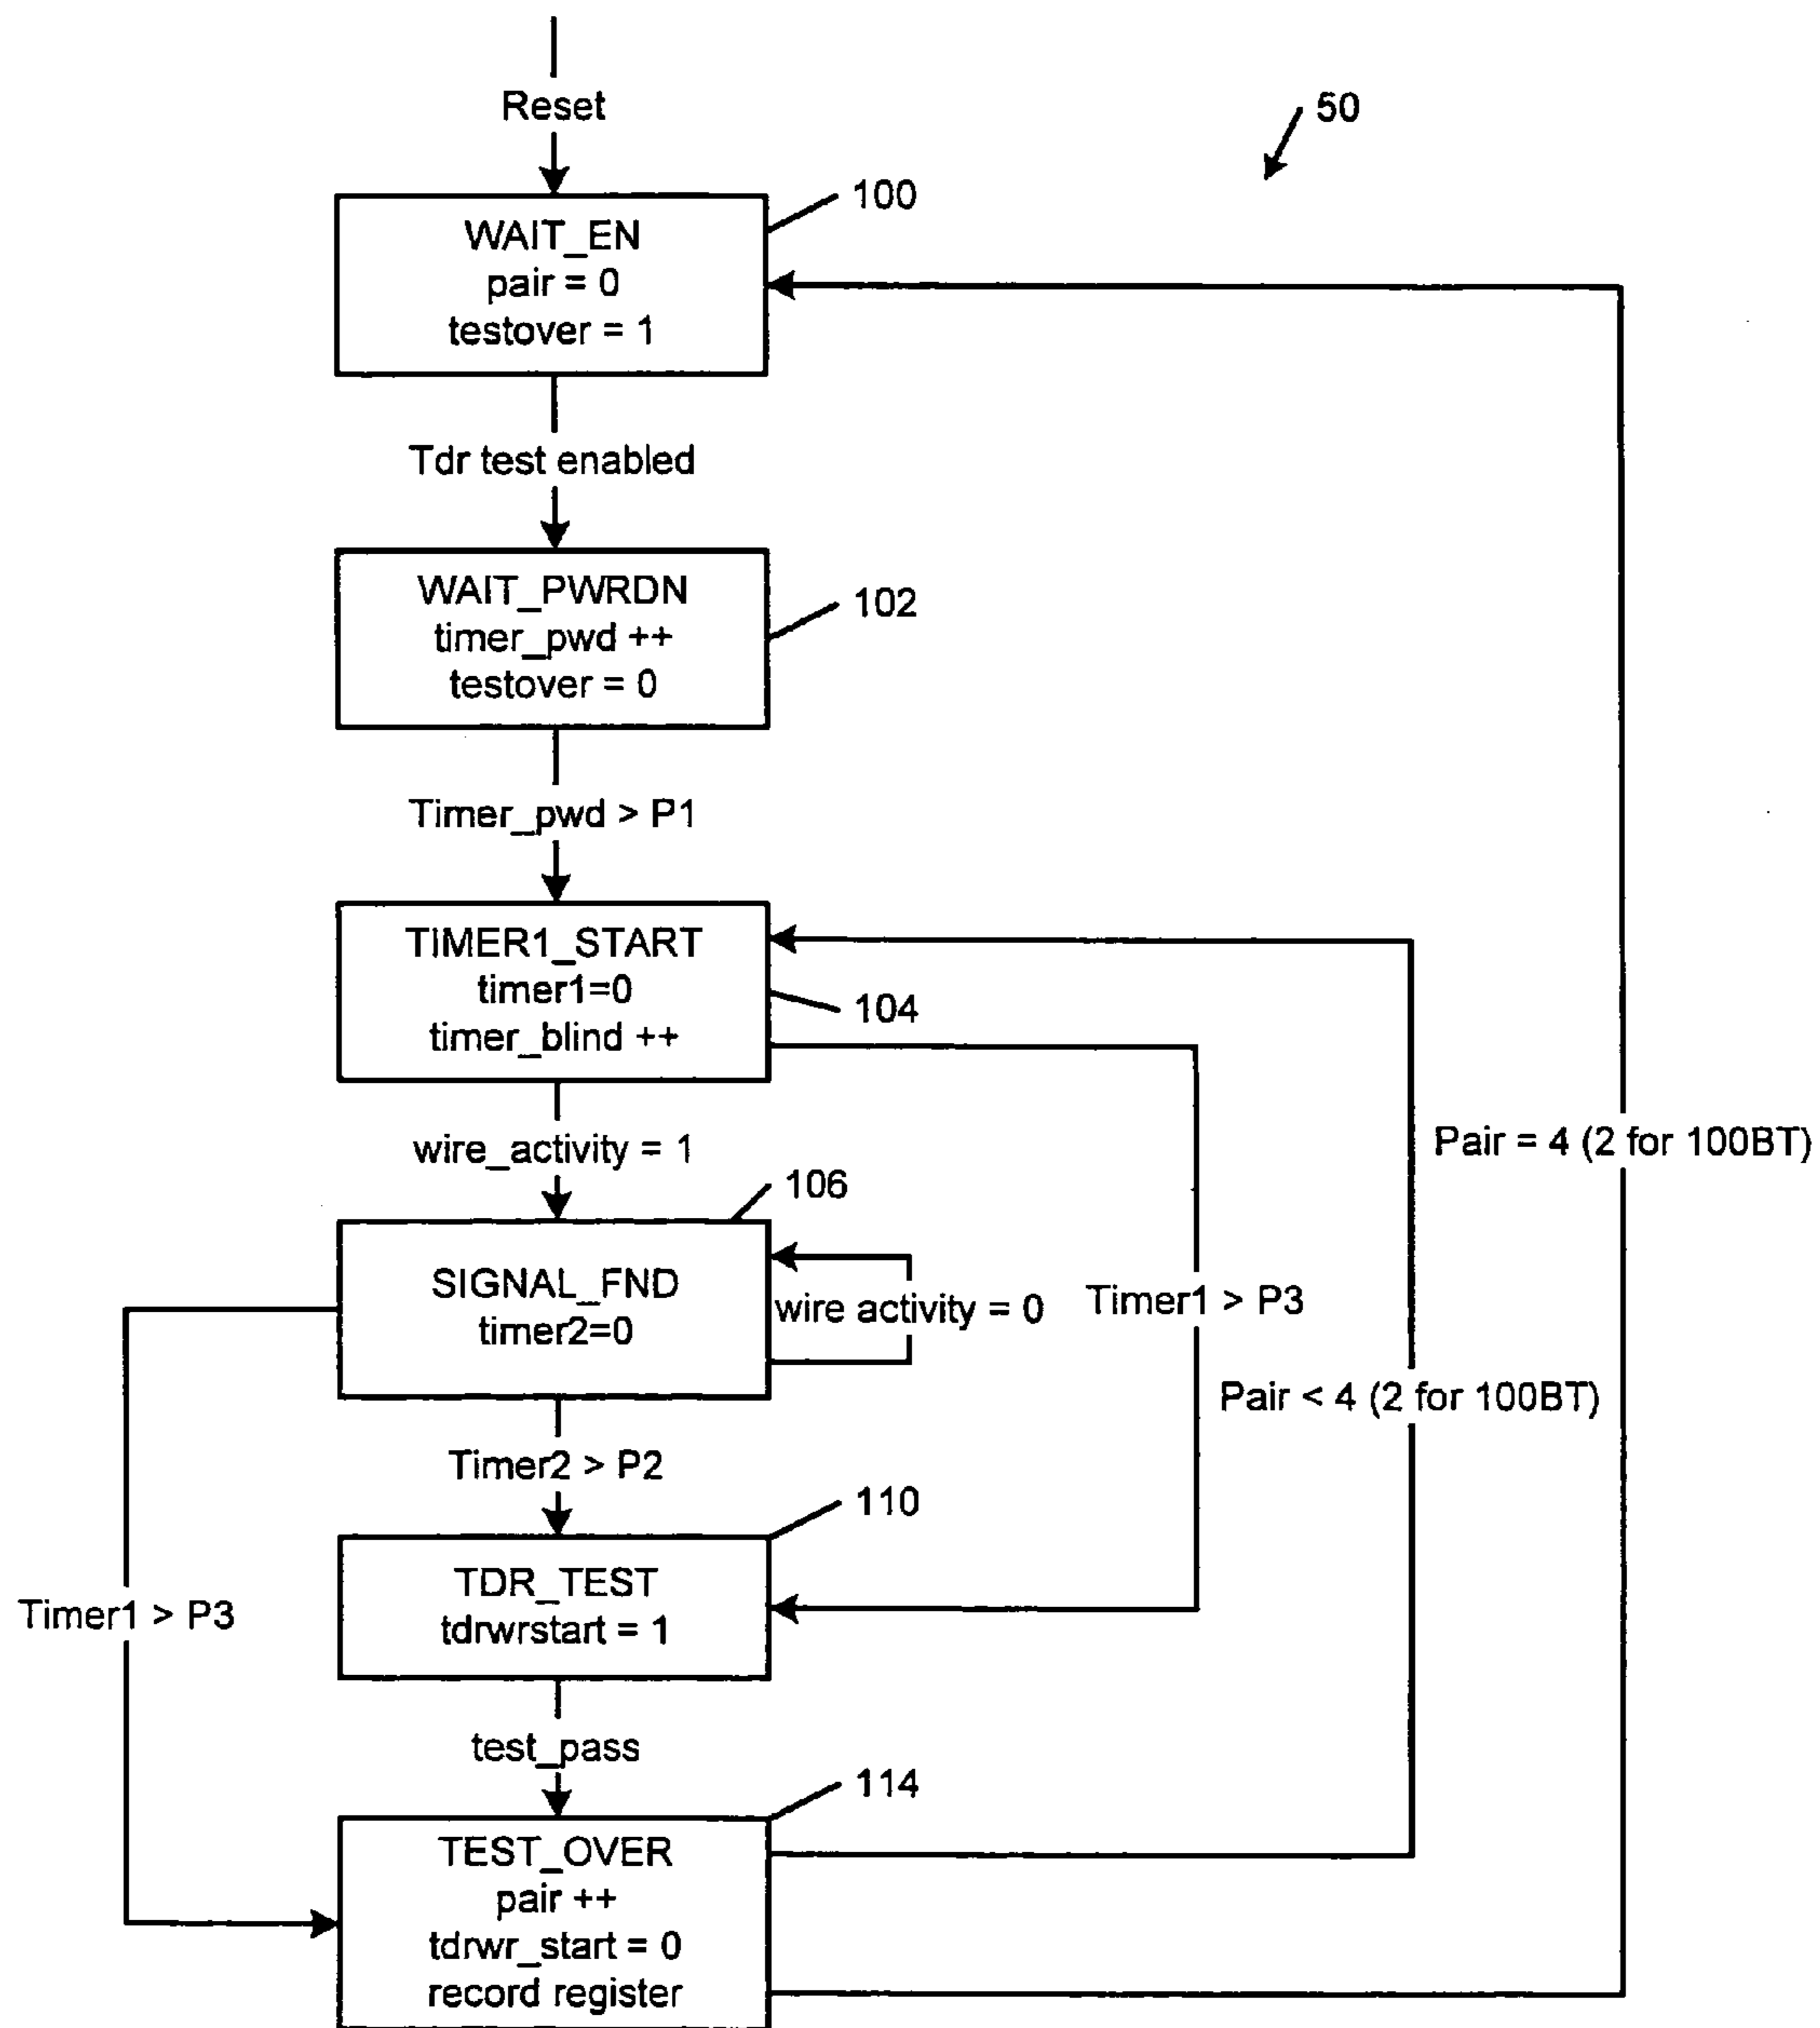 Reset
50
100
WAIT_EN
pair = 0
testover = 1
Tdr test enabled
WAIT_PWRDN
timer_pwd ++
testover = 0
102
Timer_pwd > P1
TIMER1_START
timer1=0
timer_blind ++
104
wire_activity = 1
Pair = 4 (2 for 100BT)
106
SIGNAL_FND
timer2=0
wire activity = 0
Timer1 > P3
Pair < 4 (2 for 100BT)
Timer2 > P2
110
TDR_TEST
tdrwrstart = 1
Timer1 > P3
test_pass
114
TEST_OVER
pair ++
tdrwr_start = 0
record register